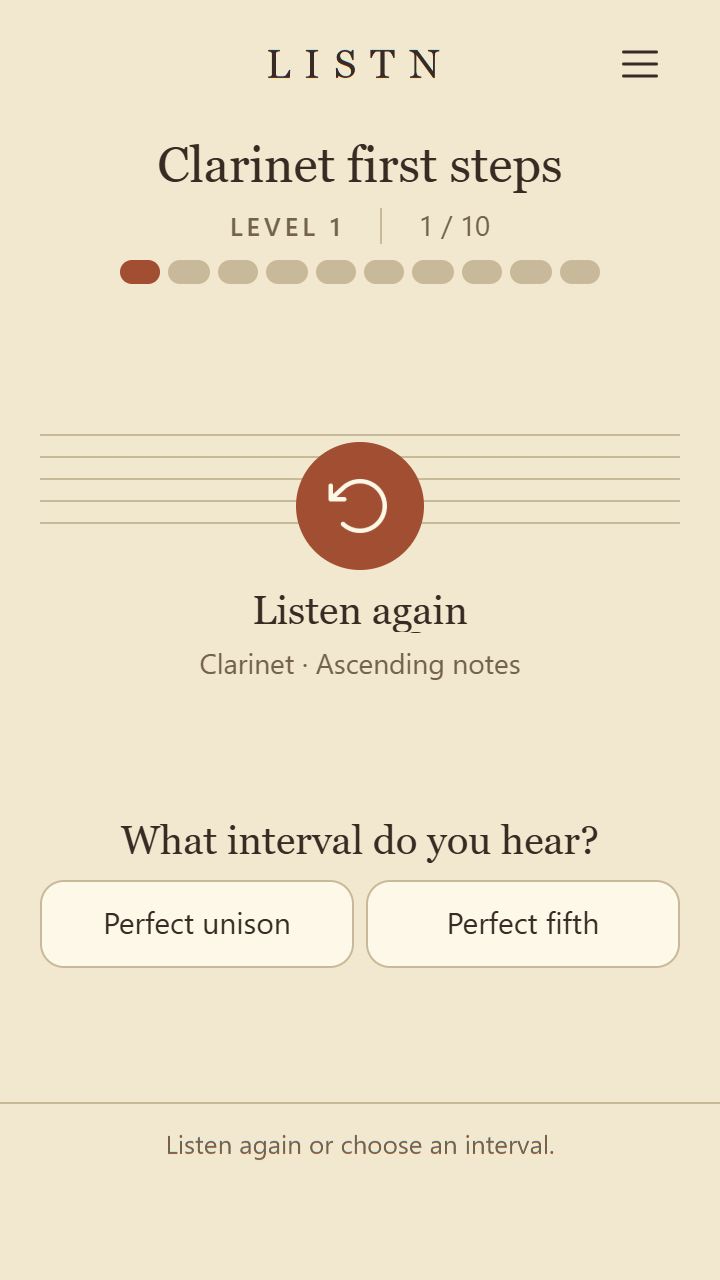 LISTN
Clarinet first steps
LEVEL 1 1 / 10
Listen again
Clarinet · Ascending notes
What interval do you hear?
Perfect unison Perfect fifth
Listen again or choose an interval.